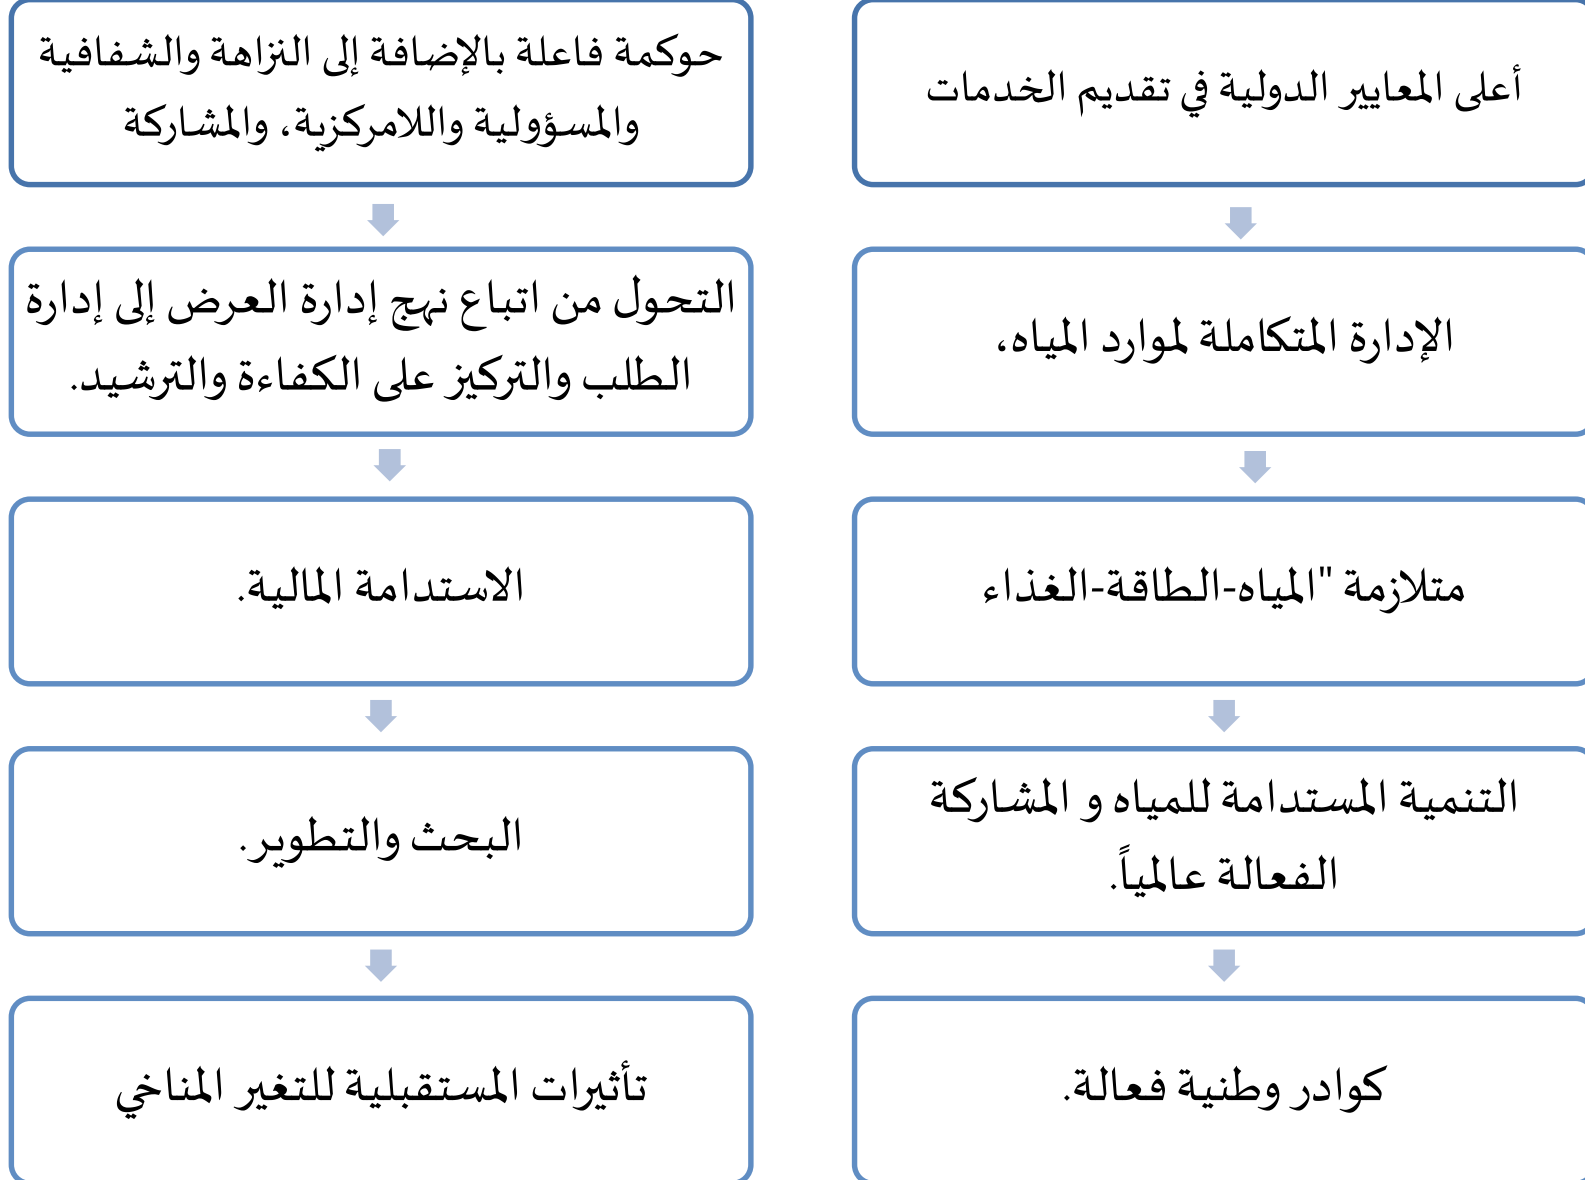 أعلى المعايير الدولية في تقديم الخدمات
الإدارة المتكاملة لموارد المياه،
متلازمة "المياه-الطاقة-الغذاء
التنمية المستدامة للمياه و المشاركة
الفعالة عالمياً.
كوادر وطنية فعالة.
حوكمة فاعلة بالإضافة إلى النزاهة والشفافية
والمسؤولية واللامركزية، والمشاركة
التحول من اتباع نهج إدارة العرض إلى إدارة
الطلب والتركيز على الكفاءة والترشيد.
الاستدامة المالية.
البحث والتطوير.
تأثيرات المستقبلية للتغير المناخي